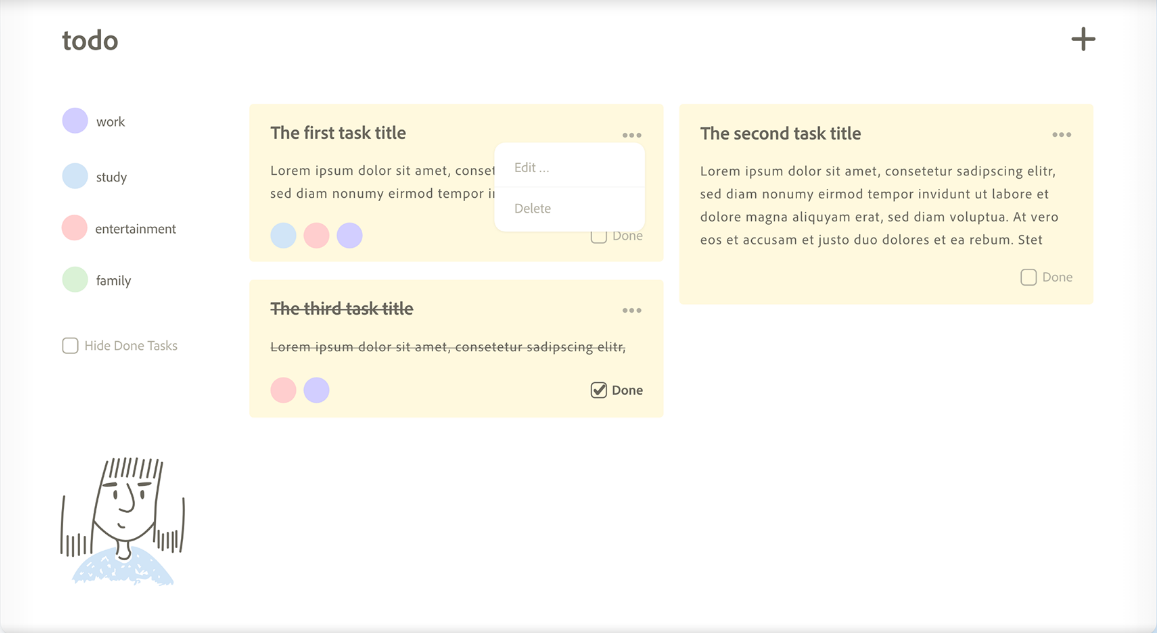 todo
work
study
entertainment
family
Hide Done Tasks
The first task title
Lorem ipsum dolor sit amet,
sed diam nonumy eirmod tempor
Edit ...
Delete
Done
The second task title
Lorem ipsum dolor sit amet, consetetur sadipscing elitr,
sed diam nonumy eirmod tempor invidunt ut labore et
dolore magna aliquyam erat, sed diam voluptua. At vero
eos et accusam et justo duo dolores et ea rebum. Stet
Done
The third task title
Lorem ipsum dolor sit amet, consetetur sadipscing elitr,
Done